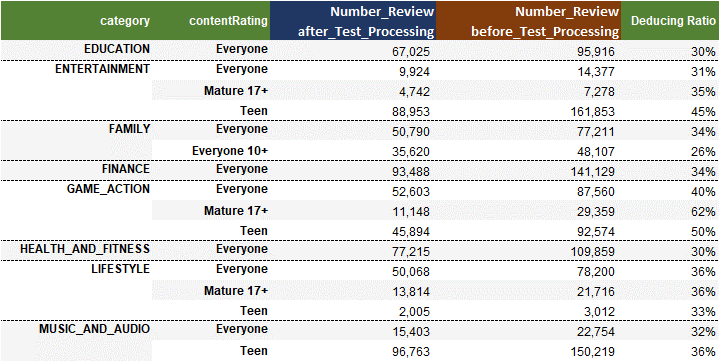 category contentRating Number_Review after_Test_Processing Number_Review before_Test_Processing Deducing Ratio
EDUCATION Everyone 67,025 95,916 30%
ENTERTAINMENT Everyone 9,924 14,377 31%
Mature 17+ 4,742 7,278 35%
Teen 88,953 161,853 45%
FAMILY Everyone 50,790 77,211 34%
Everyone 10+ 35,620 48,107 26%
FINANCE Everyone 93,488 141,129 34%
GAME_ACTION Everyone 52,603 87,560 40%
Mature 17+ 11,148 29,359 62%
Teen 45,894 92,574 50%
HEALTH_AND_FITNESS Everyone 77,215 109,859 30%
LIFESTYLE Everyone 50,068 78,200 36%
Mature 17+ 13,814 21,716 36%
Teen 2,005 3,012 33%
MUSIC_AND_AUDIO Everyone 15,403 22,754 32%
Teen 96,763 150,219 36%